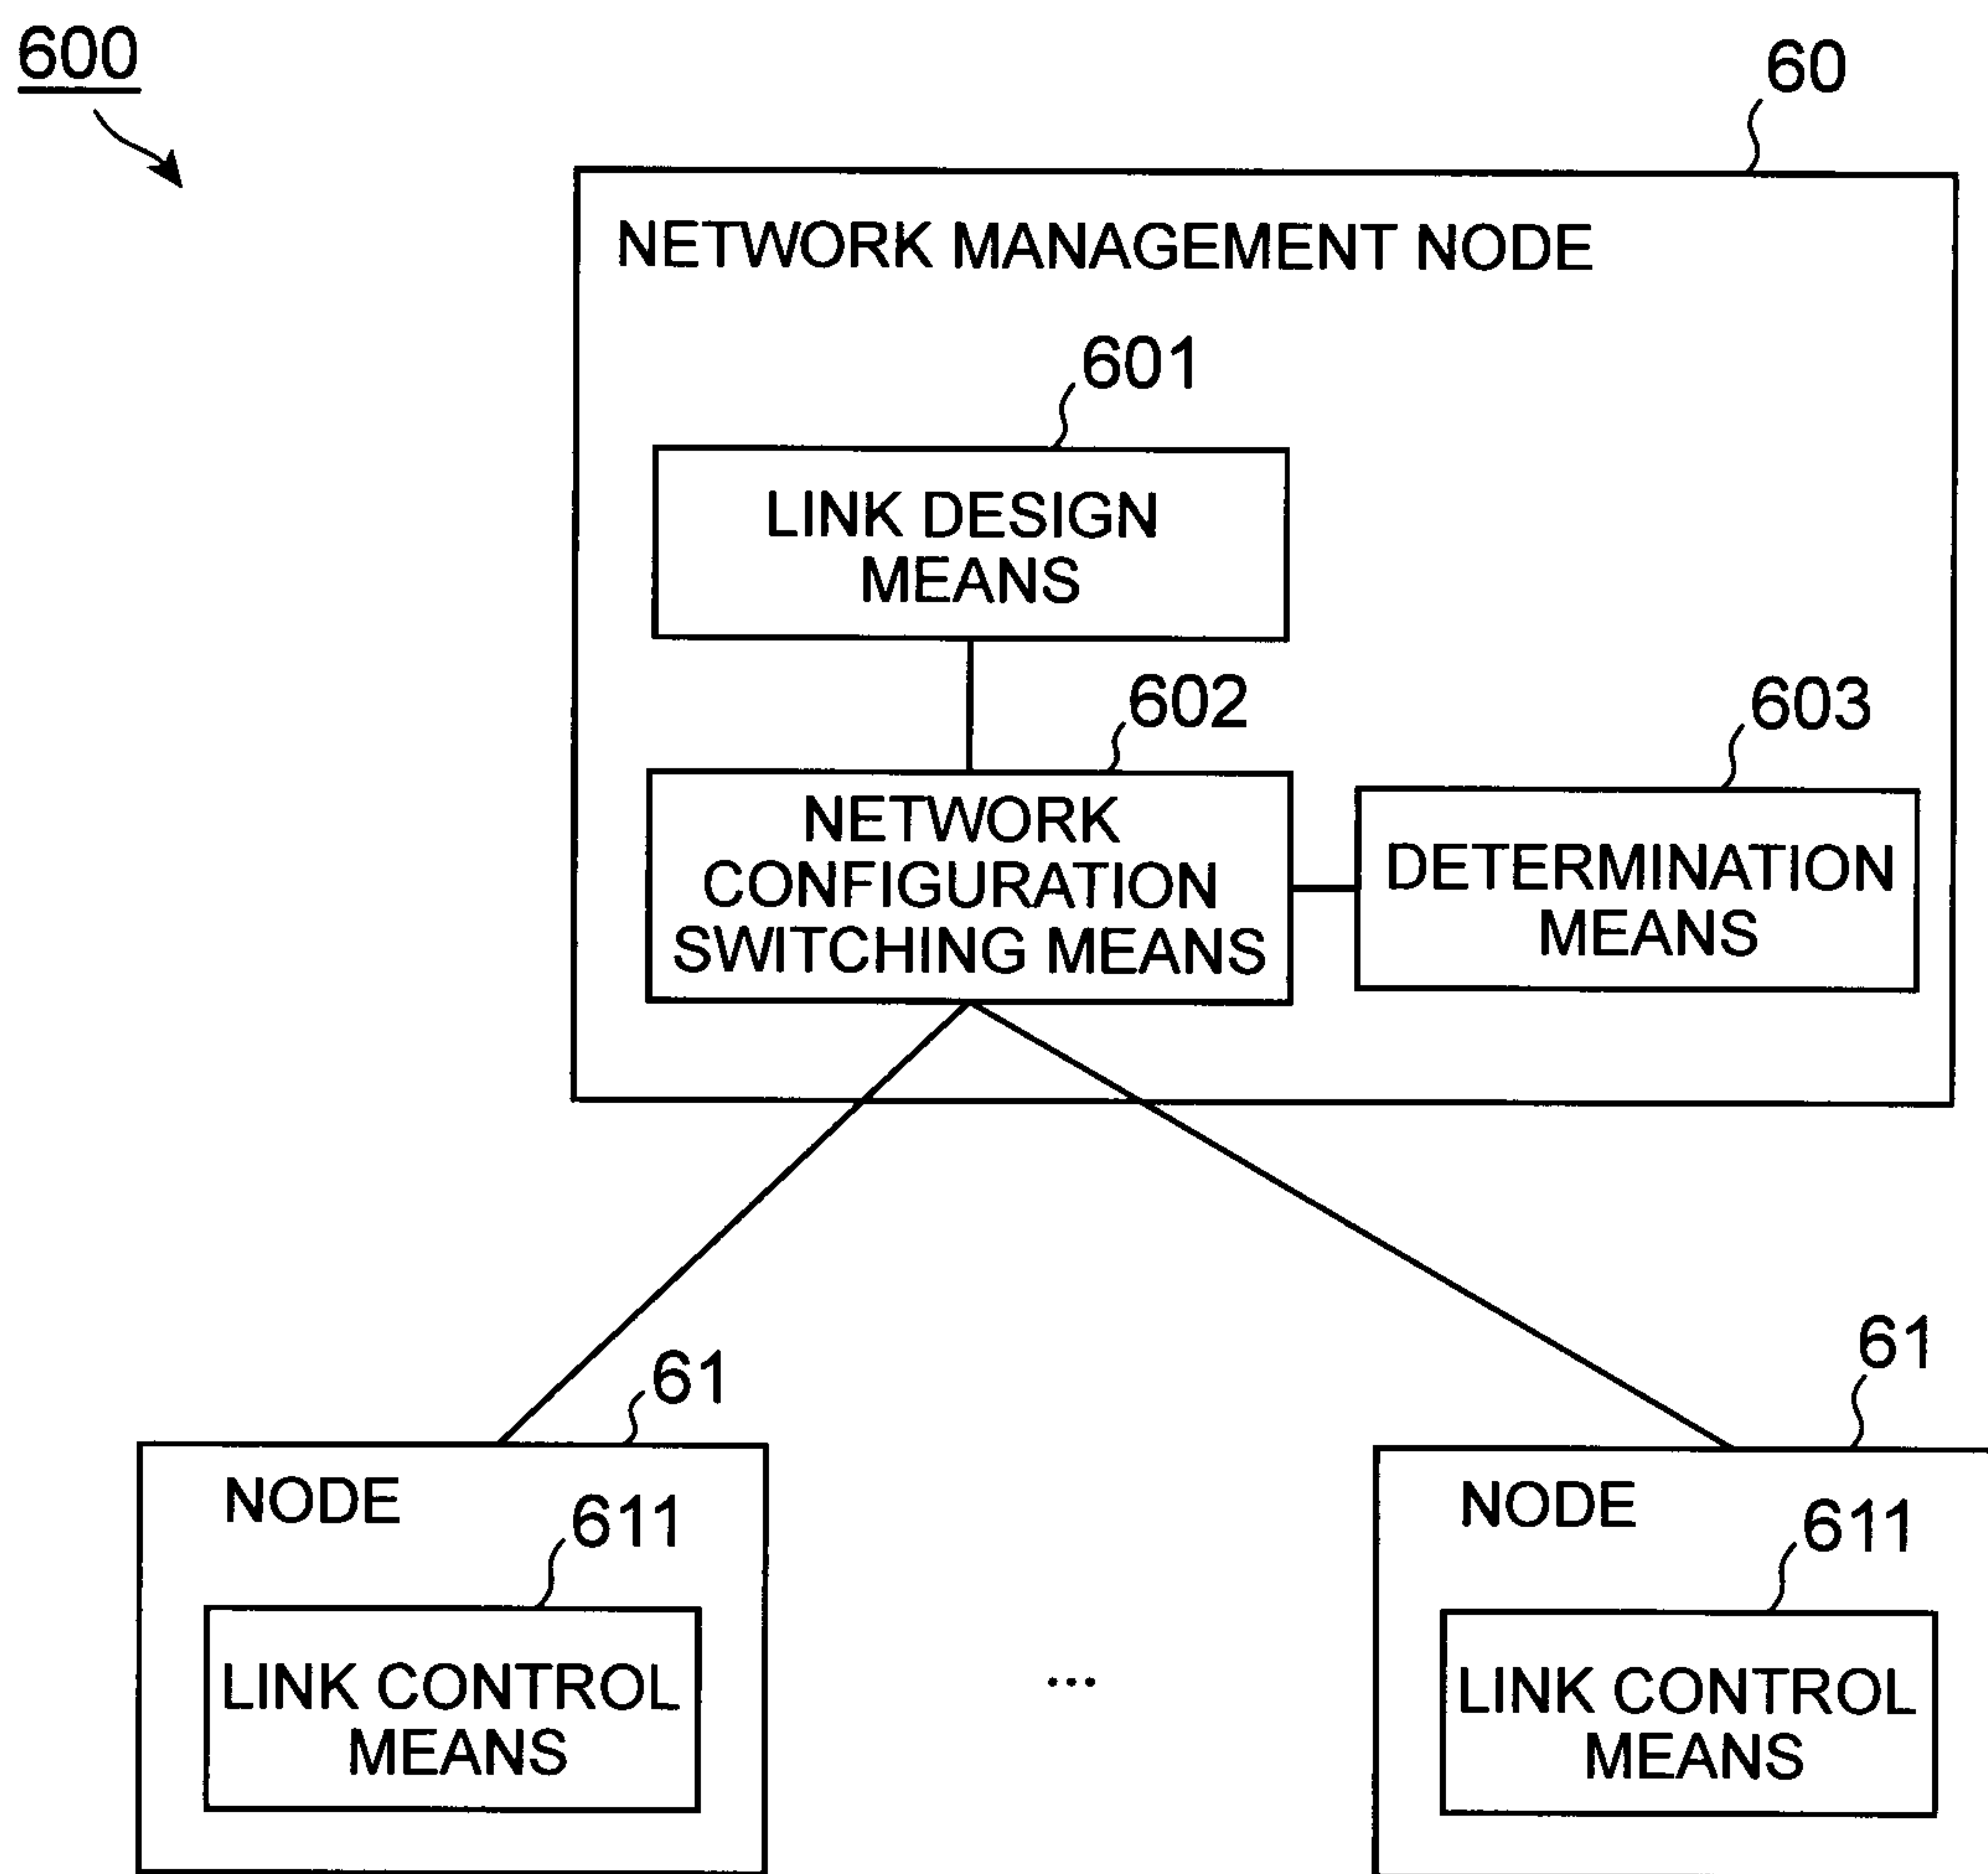 600
60
NETWORK MANAGEMENT NODE
601
LINK DESIGN
MEANS
602
603
NETWORK
CONFIGURATION
SWITCHING MEANS
DETERMINATION
MEANS
61
61
NODE
611
LINK CONTROL
MEANS
...
NODE
611
LINK CONTROL
MEANS